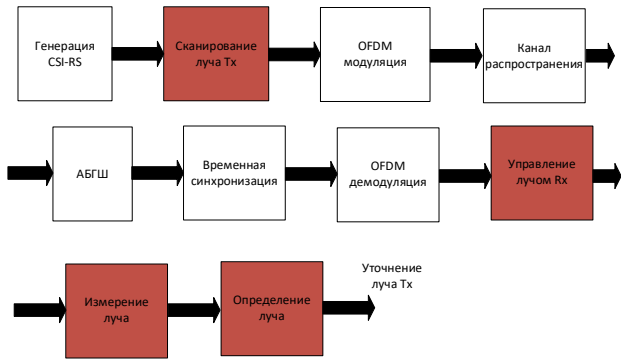 Генерация
CSI-RS
Сканирование
луча Tx
OFDM
модуляция
Канал
распространения
АБГШ
Временная
синхронизация
OFDM
демодуляция
Управление
лучом Rx
Измерение
луча
Определение
луча
Уточнение
луча Tx